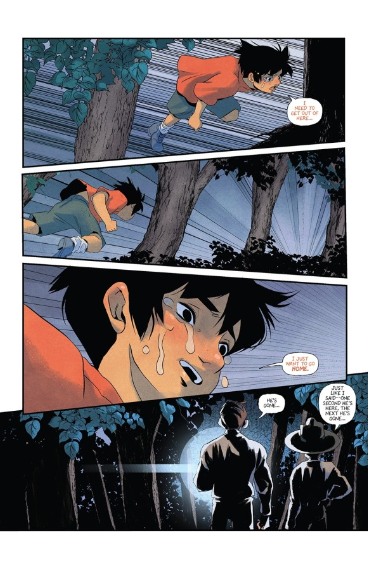 I
NEED TO
GET OUT OF
HERE...
I JUST
WANT TO GO
HOME.
HE'S
GONE...
JUST
LIKE I
SAID—ONE
SECOND HE'S
HERE, THE
NEXT HE'S
GONE...